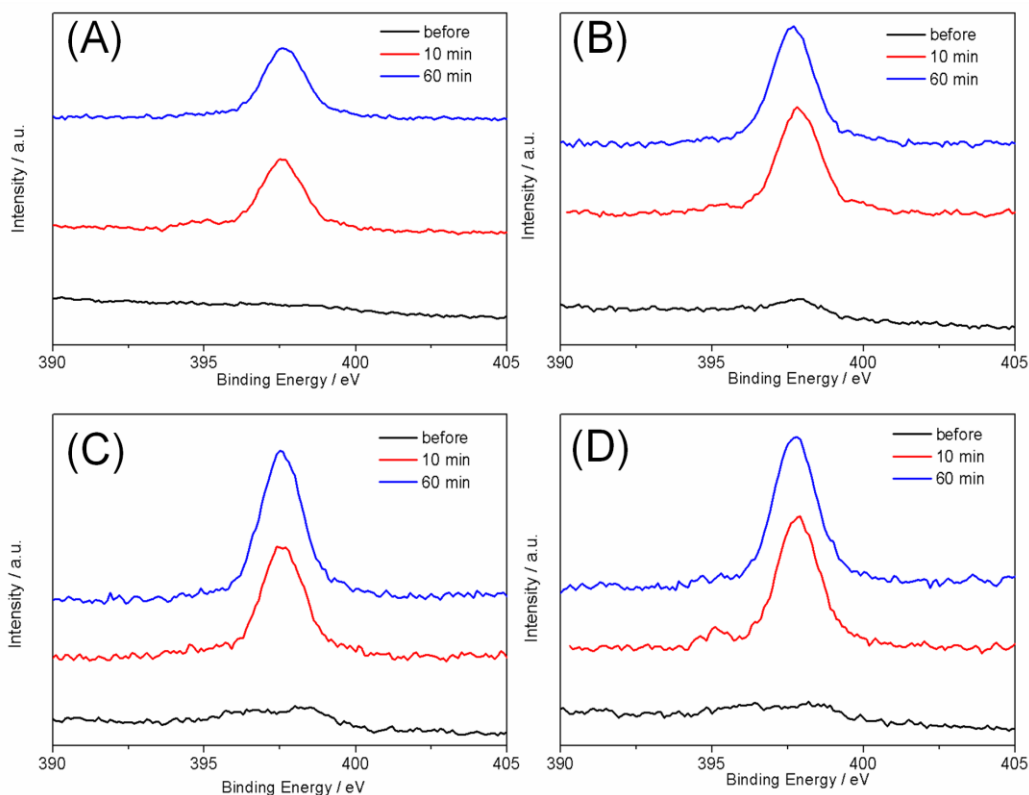 (A)
before
10 min
60 min
Intensity / a.u.
390 395 400 405
Binding Energy / eV
(B)
before
10 min
60 min
Intensity / a.u.
390 395 400 405
Binding Energy / eV
(C)
before
10 min
60 min
Intensity / a.u.
390 395 400 405
Binding Energy / eV
(D)
before
10 min
60 min
Intensity / a.u.
390 395 400 405
Binding Energy / eV